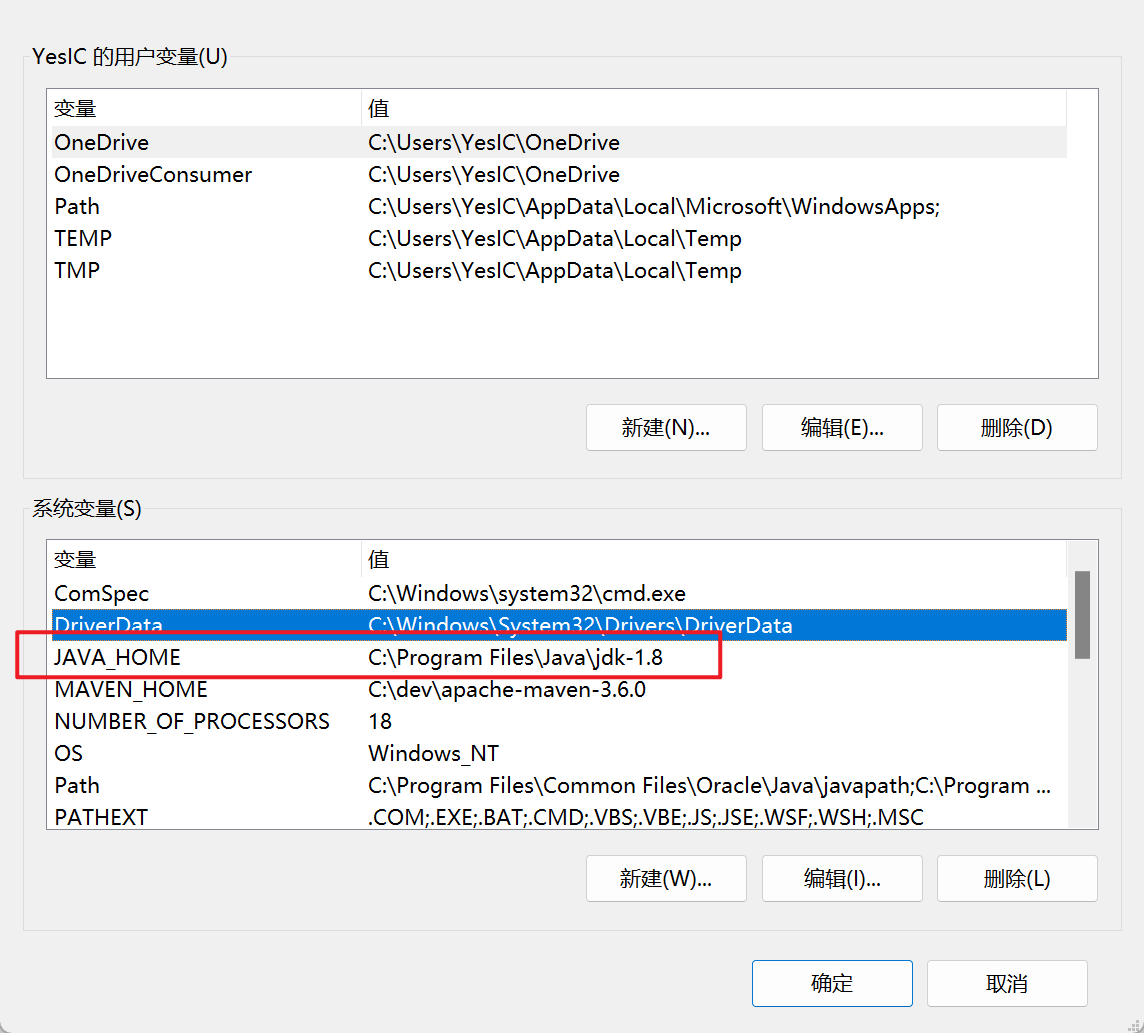 YesIC 的用户变量(U)
变量 值
OneDrive C:\Users\YesIC\OneDrive
OneDriveConsumer C:\Users\YesIC\OneDrive
Path C:\Users\YesIC\AppData\Local\Microsoft\WindowsApps;
TEMP C:\Users\YesIC\AppData\Local\Temp
TMP C:\Users\YesIC\AppData\Local\Temp
新建(N)... 编辑(E)... 删除(D)
系统变量(S)
变量 值
ComSpec C:\Windows\system32\cmd.exe
DriverData C:\Windows\System32\Drivers\DriverData
JAVA_HOME C:\Program Files\Java\jdk-1.8
MAVEN_HOME C:\dev\apache-maven-3.6.0
NUMBER_OF_PROCESSORS 18
OS Windows_NT
Path C:\Program Files\Common Files\Oracle\Java\javapath;C:\Program ...
PATHEXT .COM;.EXE;.BAT;.CMD;.VBS;.VBE;.JS;.JSE;.WSF;.WSH;.MSC
新建(W)... 编辑(I)... 删除(L)
确定 取消